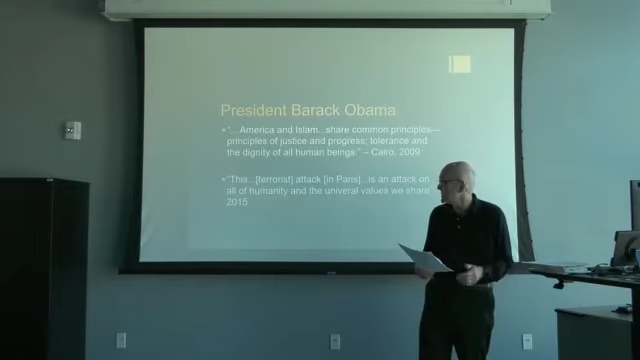 President Barack Obama
▪"... America and Islam...share common principles—
principles of justice and progress; tolerance and
the dignity of all human beings." – Cairo, 2009
▪"This...[terrorist] attack [in Paris]...is an attack on
all of humanity and the univeral values we share"
2015